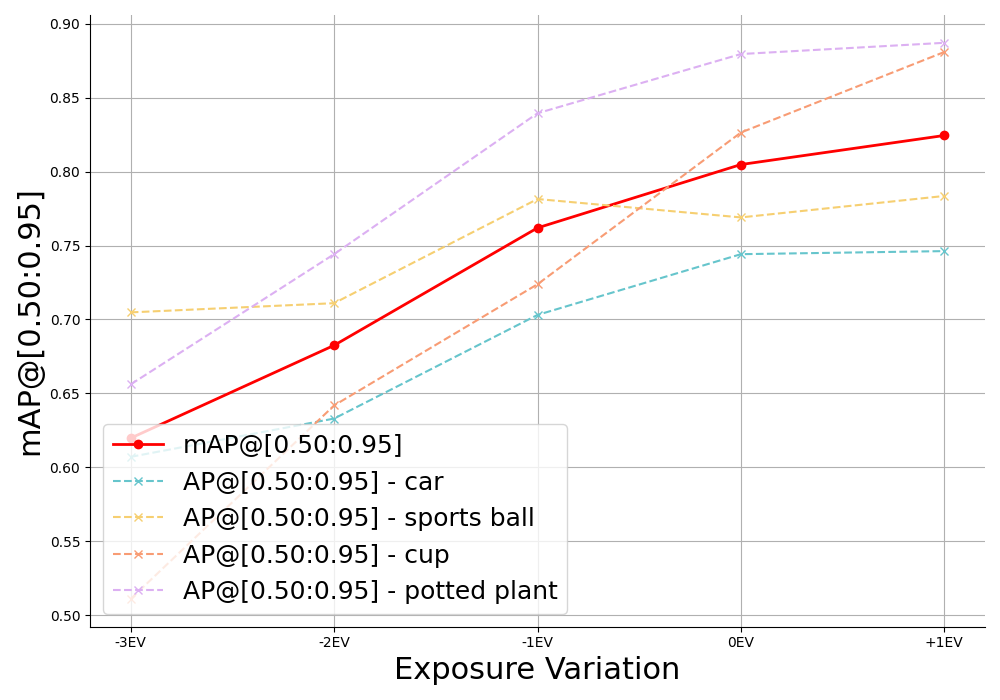 0.90
0.85
0.80
0.75
0.70
0.65
0.60
0.55
0.50
mAP@[0.50:0.95]
mAP@[0.50:0.95]
AP@[0.50:0.95] - car
AP@[0.50:0.95] - sports ball
AP@[0.50:0.95] - cup
AP@[0.50:0.95] - potted plant
-3EV -2EV -1EV 0EV +1EV
Exposure Variation